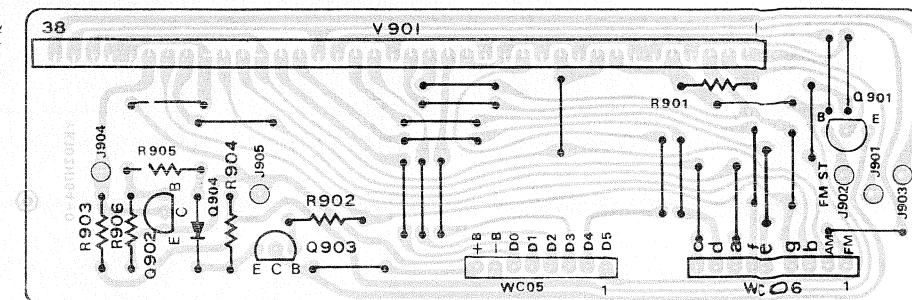 38
V901
1
R901
Q901
B
E
J904
R905
R904
J905
B
C
E
Q904
R903
R906
Q902
R902
Q903
E C B
+B
-B
D0
D1
D2
D3
D4
D5
WC05
1
c
d
a
f
e
g
b
AM
FM
WC06
1
FM ST
J902
J901
J903